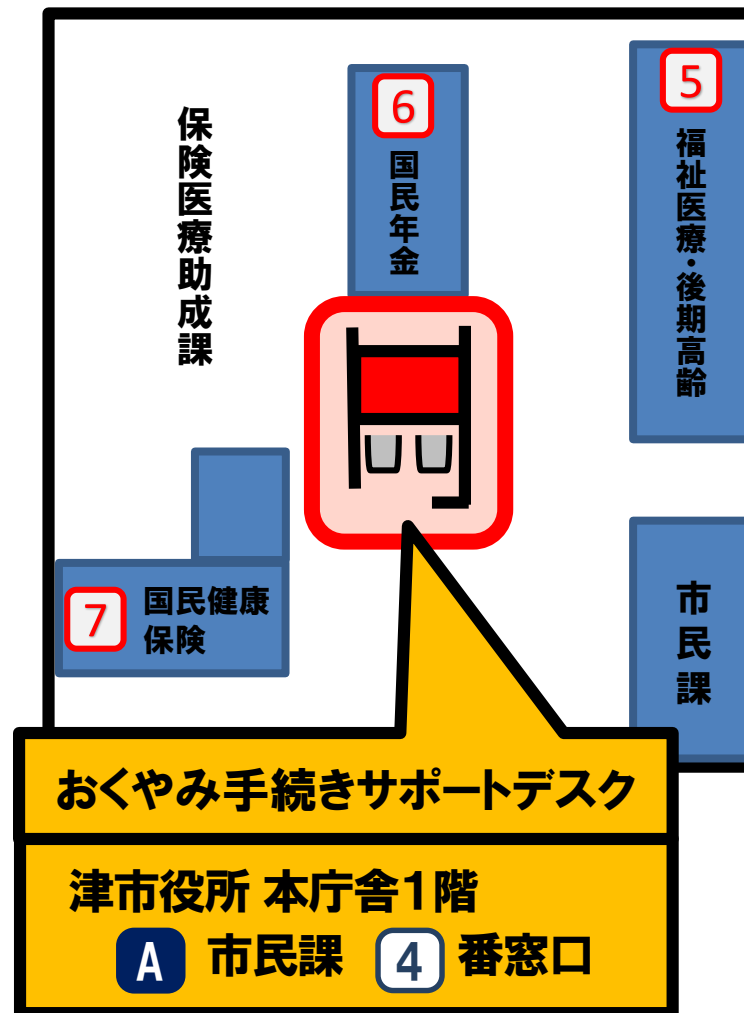 保険医療助成課
6
国民年金
5
福祉医療・後期高齢
7
国民健康
保険
市民課
おくやみ手続きサポートデスク
津市役所 本庁舎1階
A 市民課 4 番窓口